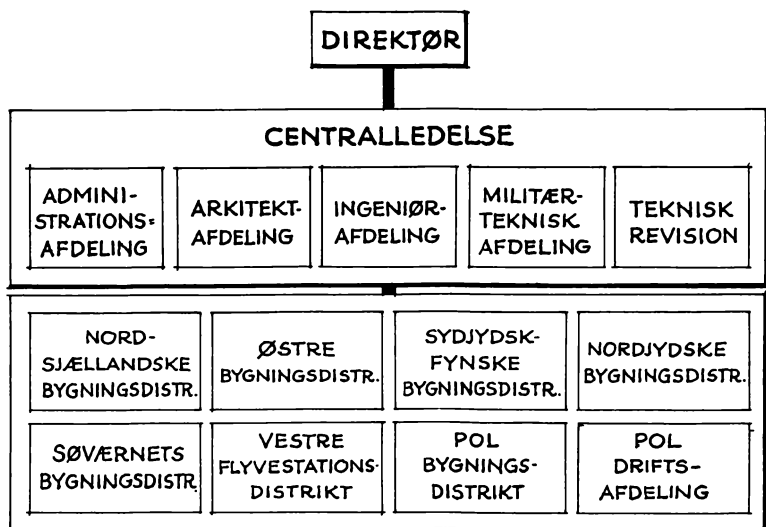 DIREKTØR
CENTRALLEDELSE
ADMINI-
STRATIONS=
AFDELING
ARKITEKT-
AFDELING
INGENIØR-
AFDELING
MILITÆR-
TEKNISK
AFDELING
TEKNISK
REVISION
NORD-
SJÆLLANDSKE
BYGNINGSDISTR.
ØSTRE
BYGNINGSDISTR.
SYDJYDSK-
FYNSKE
BYGNINGSDISTR.
NORDJYDSKE
BYGNINGSDISTR.
SØVÆRNETS
BYGNINGSDISTR
VESTRE
FLYVESTATIONS-
DISTRIKT
POL
BYGNINGS-
DISTRIKT
POL
DRIFTS-
AFDELING